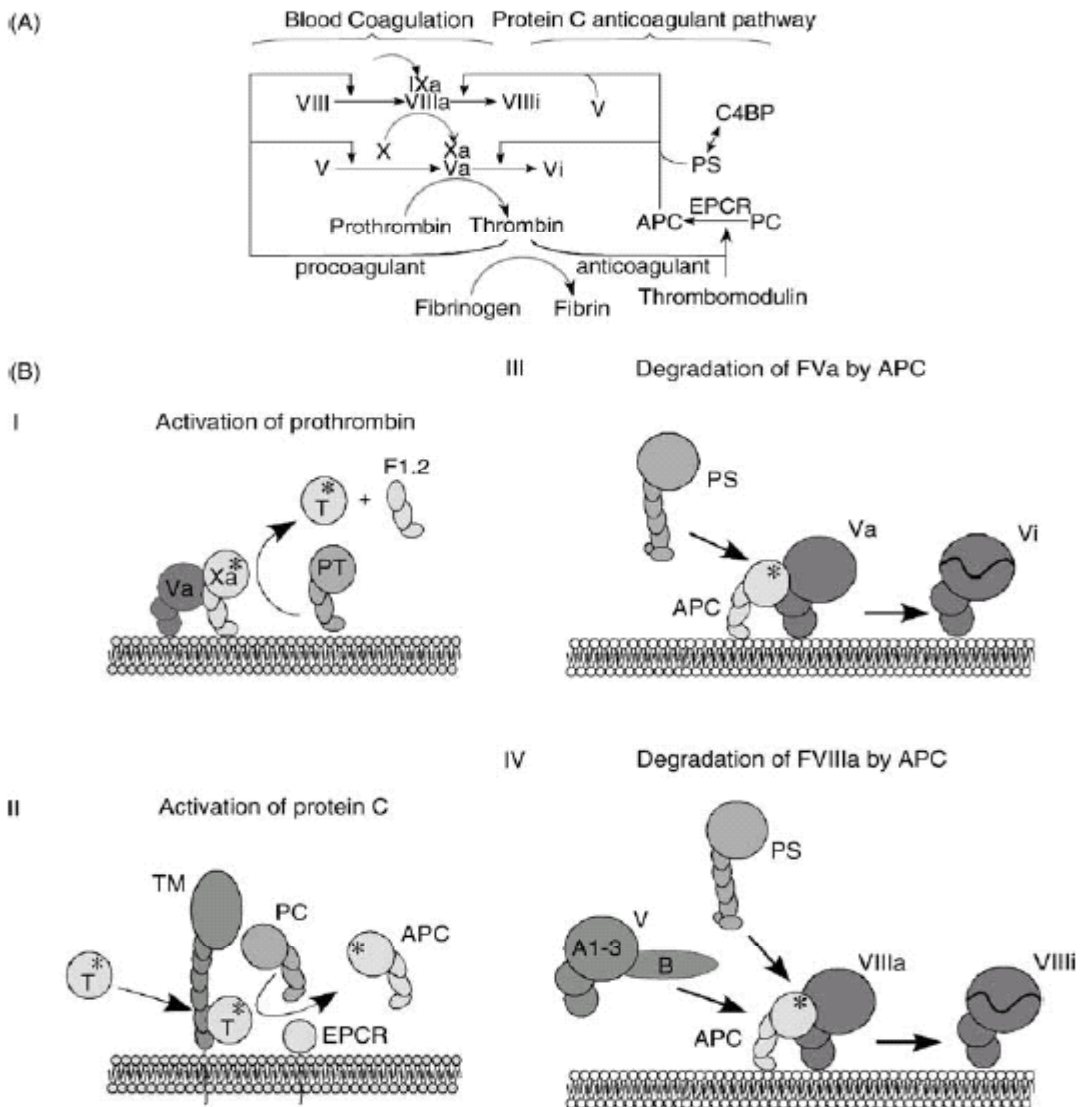 (A)
Blood Coagulation Protein C anticoagulant pathway
IXa
VIII VIIIa VIIIi V
C4BP
X Xa PS
V Va Vi
EPCR
APC PC
Prothrombin Thrombin
procoagulant anticoagulant
Thrombomodulin
Fibrinogen Fibrin
(B)
I Activation of prothrombin
F1.2
T* +
Va Xa* PT
II Activation of protein C
TM
PC
APC
*
T*
T*
EPCR
III Degradation of FVa by APC
PS
Va Vi
*
APC
IV Degradation of FVIIIa by APC
PS
V
A1-3 B
VIIIa VIIIi
*
APC